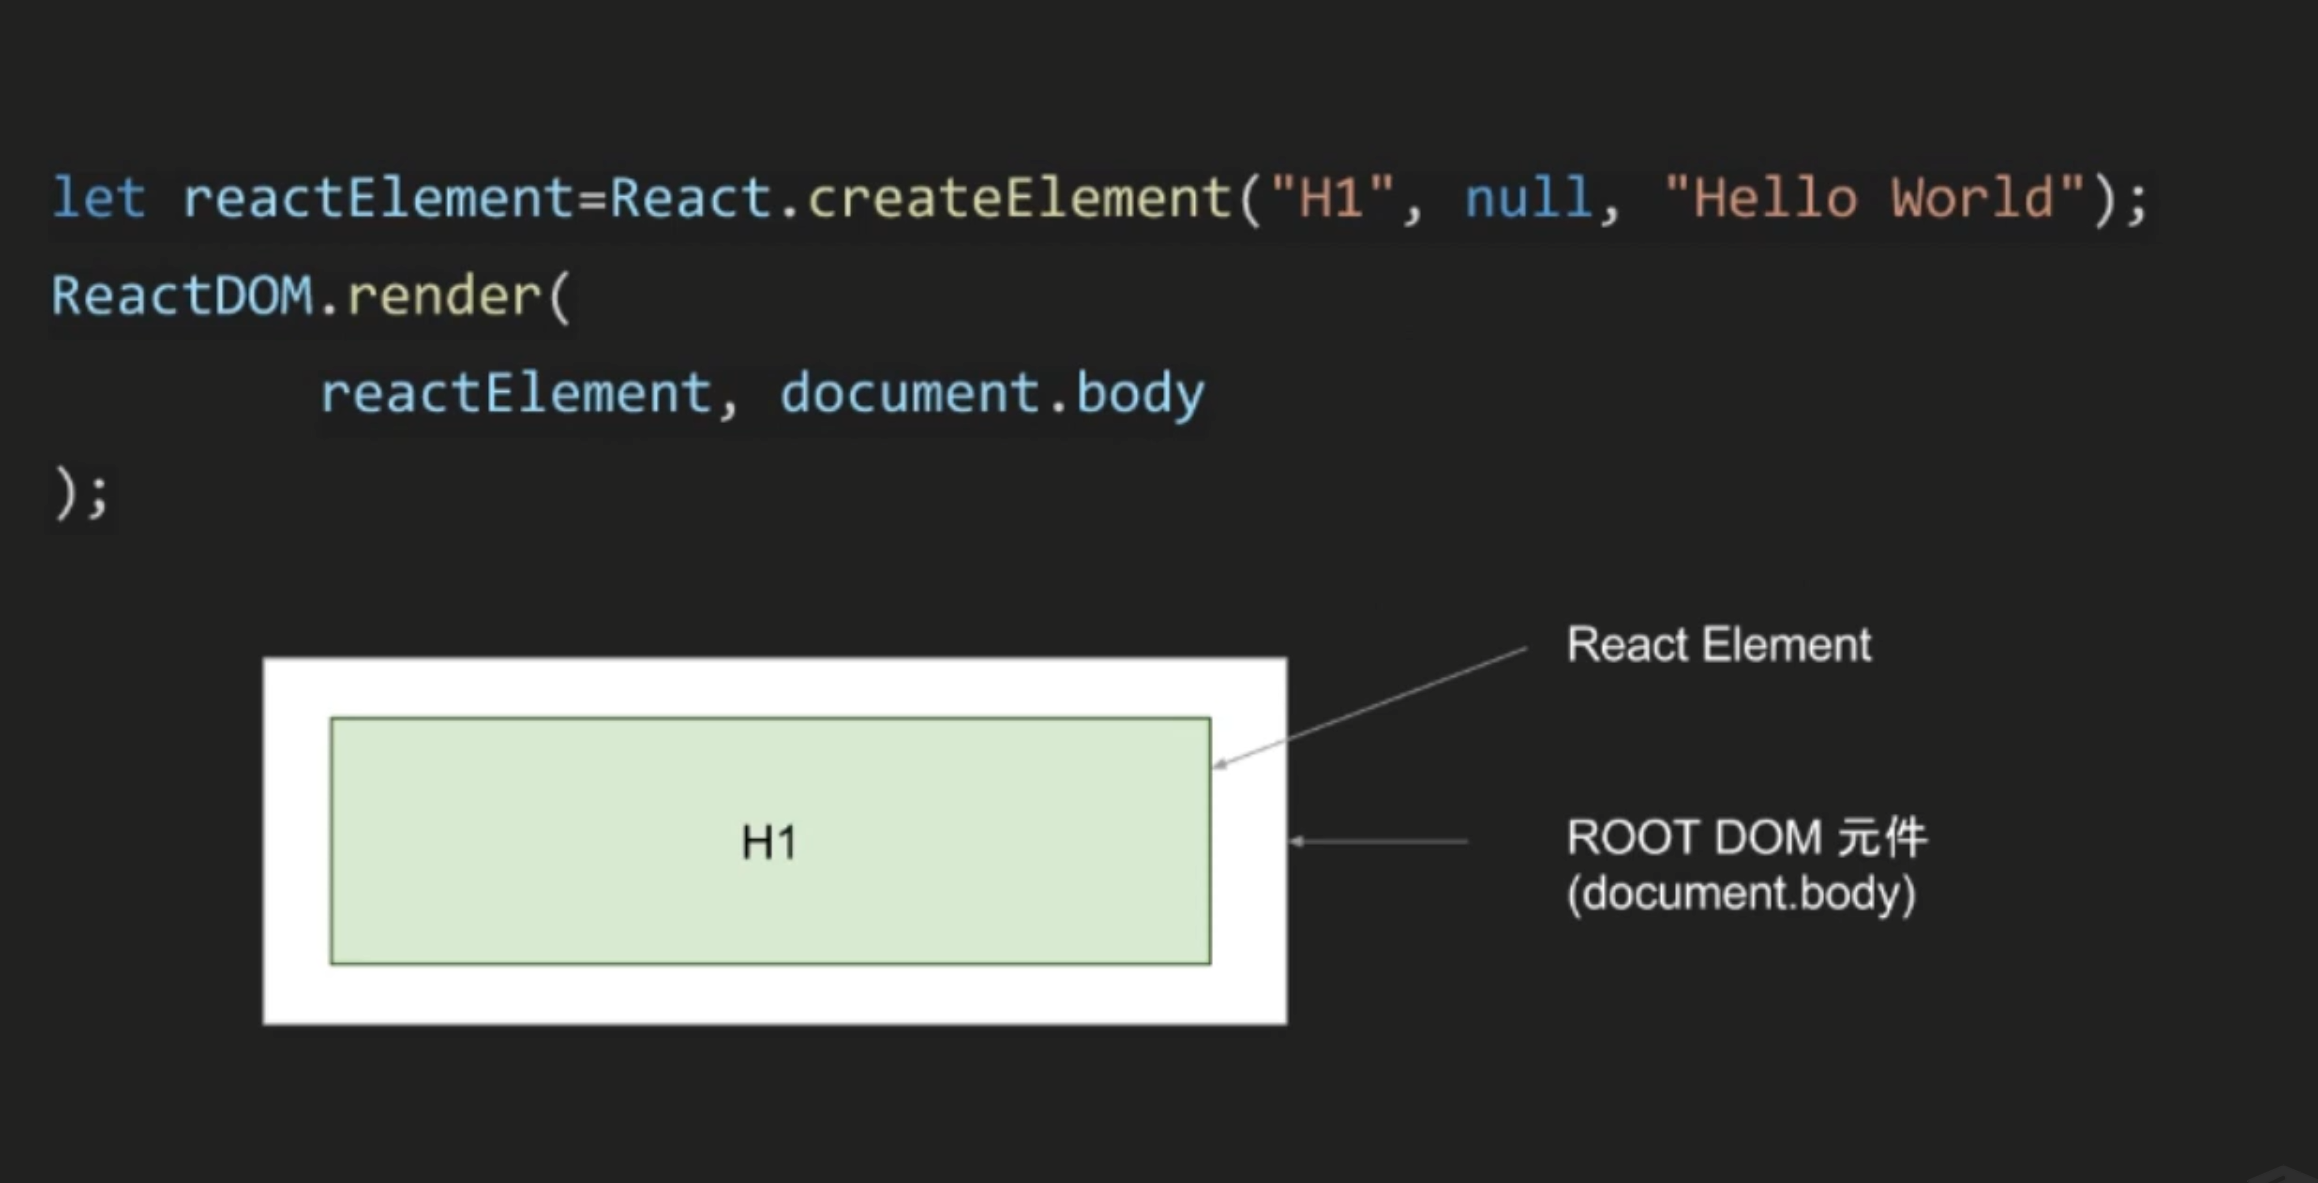 let reactElement=React.createElement("H1", null, "Hello World");
ReactDOM.render(
reactElement, document.body
);
React Element
H1
ROOT DOM 元件
(document.body)